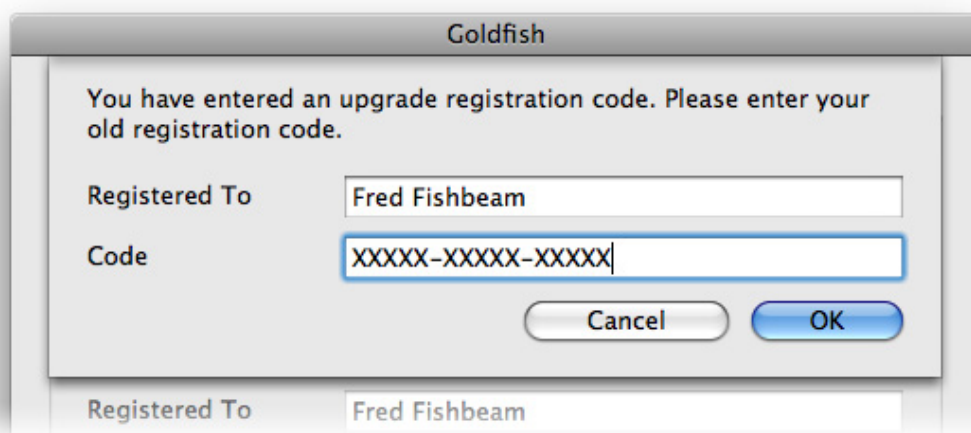 Goldfish
You have entered an upgrade registration code. Please enter your
old registration code.
Registered To Fred Fishbeam
Code XXXXX-XXXXX-XXXXX
Cancel OK
Registered To Fred Fishbeam